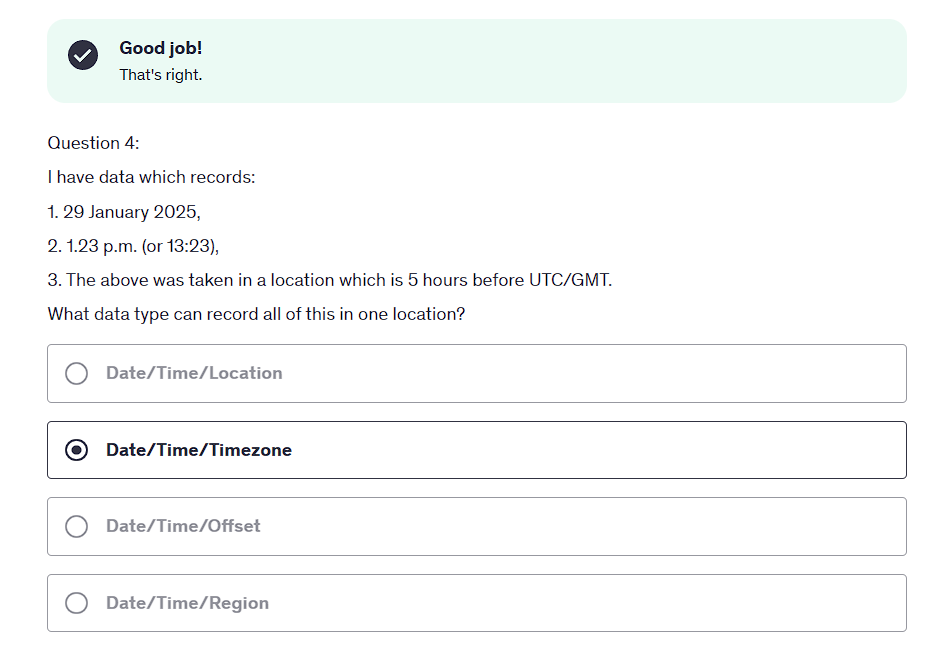 Good job!
That's right.
Question 4:
I have data which records:
1. 29 January 2025,
2. 1.23 p.m. (or 13:23),
3. The above was taken in a location which is 5 hours before UTC/GMT.
What data type can record all of this in one location?
Date/Time/Location
Date/Time/Timezone
Date/Time/Offset
Date/Time/Region